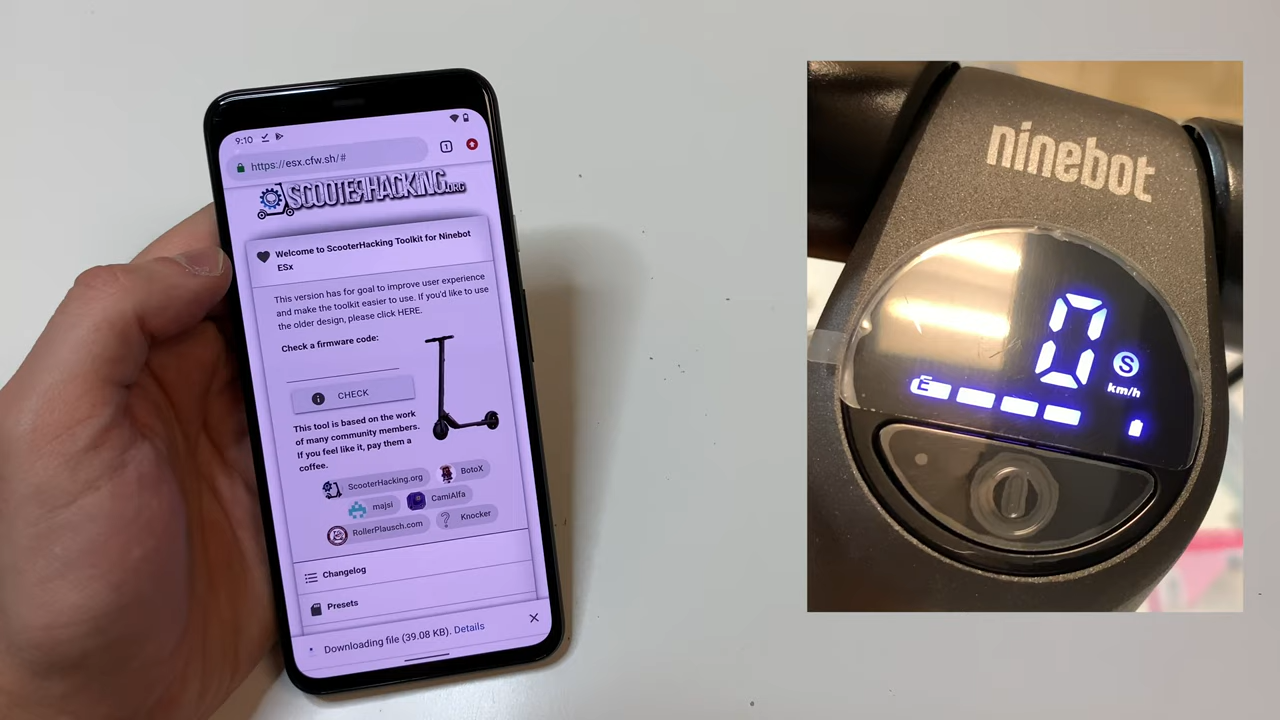 9:10
https://esx.cfw.sh/#
1
SCOOTERHACKING.ORG
Welcome to ScooterHacking Toolkit for Ninebot
ESx
This version has for goal to improve user experience
and make the toolkit easier to use. If you'd like to use
the older design, please click HERE.
Check a firmware code:
CHECK
This tool is based on the work
of many community members.
If you feel like it, pay them a
coffee.
ScooterHacking.org
BotoX
majsi
CamiAlfa
RollerPlausch.com
Knocker
Changelog
Presets
Downloading file (39.08 KB). Details
ninebot
0
S
km/h
E